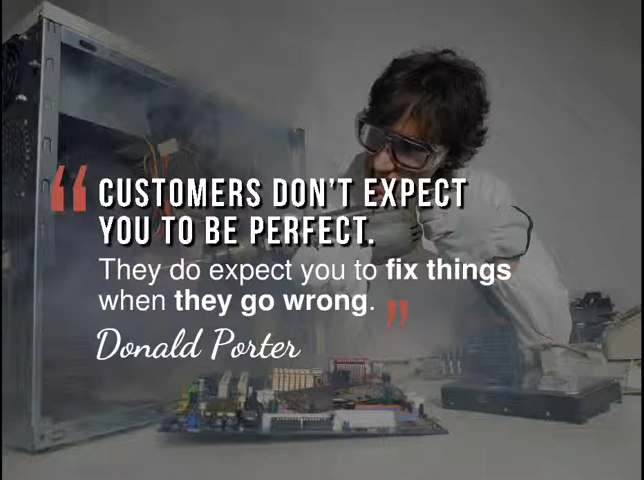 “ CUSTOMERS DON'T EXPECT
YOU TO BE PERFECT.
They do expect you to fix things
when they go wrong. ”
Donald Porter